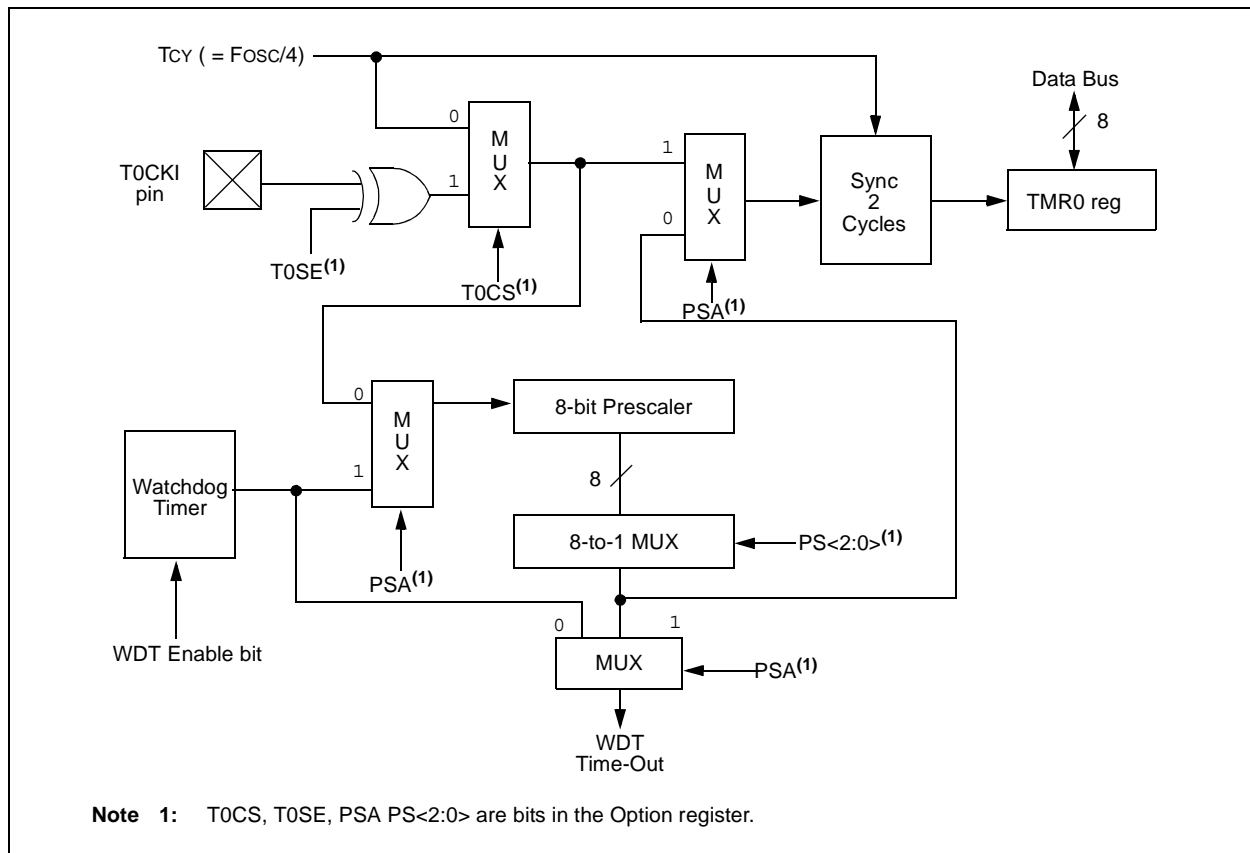 TCY ( = FOSC/4)
Data Bus
0
M
U
X
8
T0CKI
pin
1
1
M
U
X
Sync
2
Cycles
TMR0 reg
0
T0SE(1)
T0CS(1)
PSA(1)
0
M
U
X
8-bit Prescaler
1
Watchdog
Timer
8
8-to-1 MUX
PS<2:0>(1)
PSA(1)
0
1
WDT Enable bit
MUX
PSA(1)
WDT
Time-Out
Note 1: T0CS, T0SE, PSA PS<2:0> are bits in the Option register.